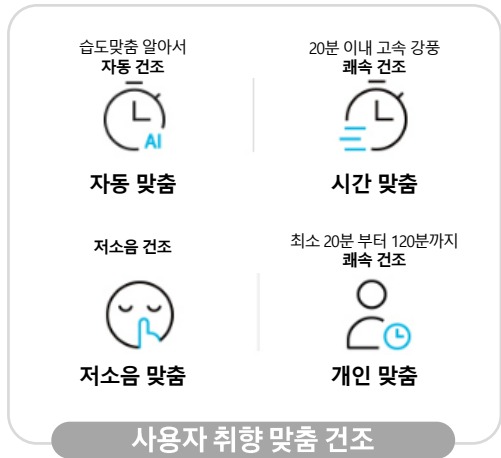 습도맞춤 알아서
자동 건조
AI
자동 맞춤
20분 이내 고속 강풍
쾌속 건조
시간 맞춤
저소음 건조
저소음 맞춤
최소 20분 부터 120분까지
쾌속 건조
개인 맞춤
사용자 취향 맞춤 건조